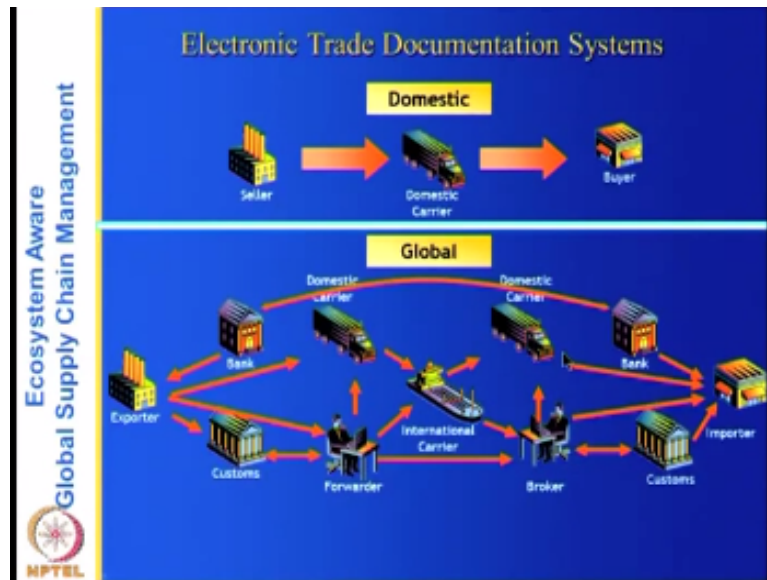 Electronic Trade Documentation Systems
Domestic
Seller
Domestic
Carrier
Buyer
Global
Domestic
Carrier
Domestic
Carrier
Bank
Bank
Exporter
International
Carrier
Importer
Customs
Forwarder
Broker
Customs
Ecosystem Aware
Global Supply Chain Management
NPTEL